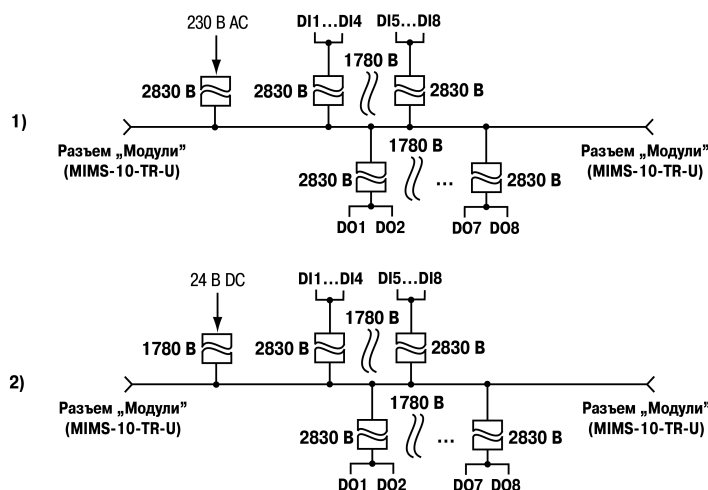 230 В AC
DI1...DI4
DI5...DI8
1780 В
2830 В
2830 В
2830 В
1)
1780 В
Разъем „Модули”
(MIMS-10-TR-U)
Разъем „Модули”
(MIMS-10-TR-U)
2830 В
...
2830 В
DO1 DO2
DO7 DO8
24 В DC
DI1...DI4
DI5...DI8
1780 В
1780 В
2830 В
2830 В
2)
1780 В
Разъем „Модули”
(MIMS-10-TR-U)
Разъем „Модули”
(MIMS-10-TR-U)
2830 В
...
2830 В
DO1 DO2
DO7 DO8